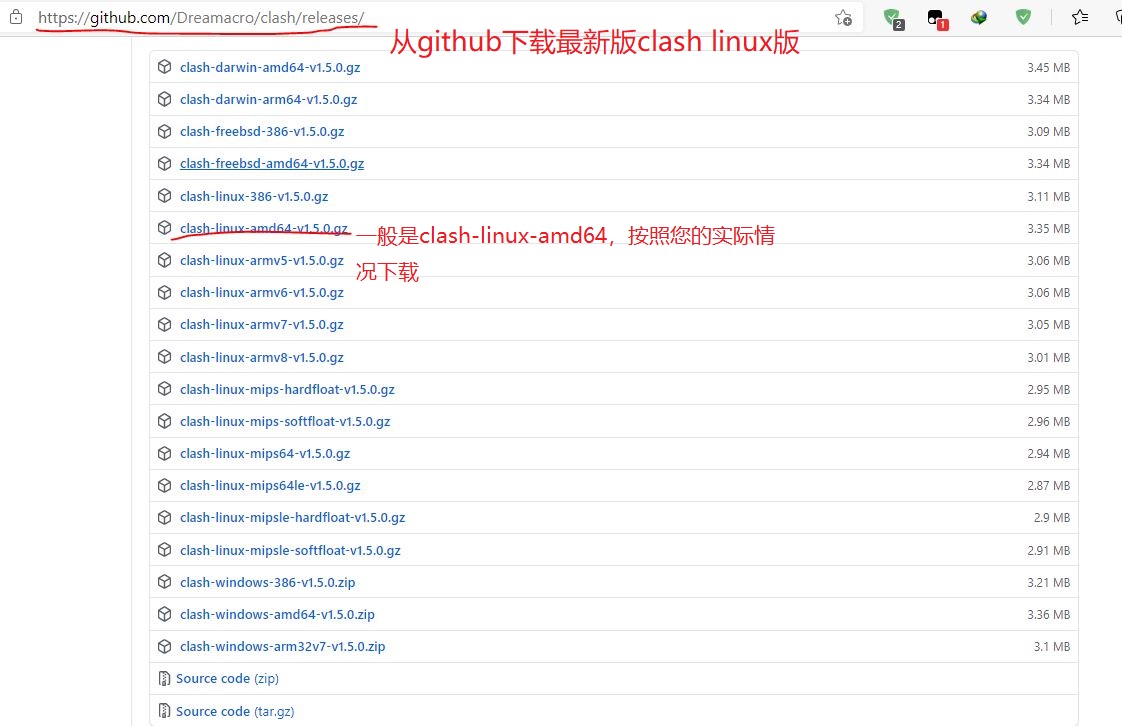 https://github.com/Dreamacro/clash/releases/
2
1
从github下载最新版clash linux版
clash-darwin-amd64-v1.5.0.gz 3.45 MB
clash-darwin-arm64-v1.5.0.gz 3.34 MB
clash-freebsd-386-v1.5.0.gz 3.09 MB
clash-freebsd-amd64-v1.5.0.gz 3.34 MB
clash-linux-386-v1.5.0.gz 3.11 MB
clash-linux-amd64-v1.5.0.gz 3.35 MB
一般是clash-linux-amd64，按照您的实际情
况下载
clash-linux-armv5-v1.5.0.gz 3.06 MB
clash-linux-armv6-v1.5.0.gz 3.06 MB
clash-linux-armv7-v1.5.0.gz 3.05 MB
clash-linux-armv8-v1.5.0.gz 3.01 MB
clash-linux-mips-hardfloat-v1.5.0.gz 2.95 MB
clash-linux-mips-softfloat-v1.5.0.gz 2.96 MB
clash-linux-mips64-v1.5.0.gz 2.94 MB
clash-linux-mips64le-v1.5.0.gz 2.87 MB
clash-linux-mipsle-hardfloat-v1.5.0.gz 2.9 MB
clash-linux-mipsle-softfloat-v1.5.0.gz 2.91 MB
clash-windows-386-v1.5.0.zip 3.21 MB
clash-windows-amd64-v1.5.0.zip 3.36 MB
clash-windows-arm32v7-v1.5.0.zip 3.1 MB
Source code (zip)
Source code (tar.gz)